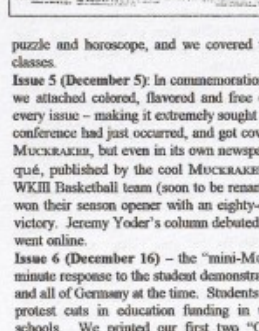 puzzle and horoscope, and we covered
classes.
Issue 5 (December 5): In commemoration
we attached colored, flavored and free
every issue – making it extremely sought
conference had just occurred, and got cov
MUCKRAKER, but even in its own newspa
qué, published by the cool MUCKRAKE
WKIII Basketball team (soon to be renam
won their season opener with an eighty-
victory. Jeremy Yoder's column debuted
went online.
Issue 6 (December 16) – the "mini-Mu
minute response to the student demonstra
and all of Germany at the time. Students
protest cuts in education funding in
schools. We printed our first two "C